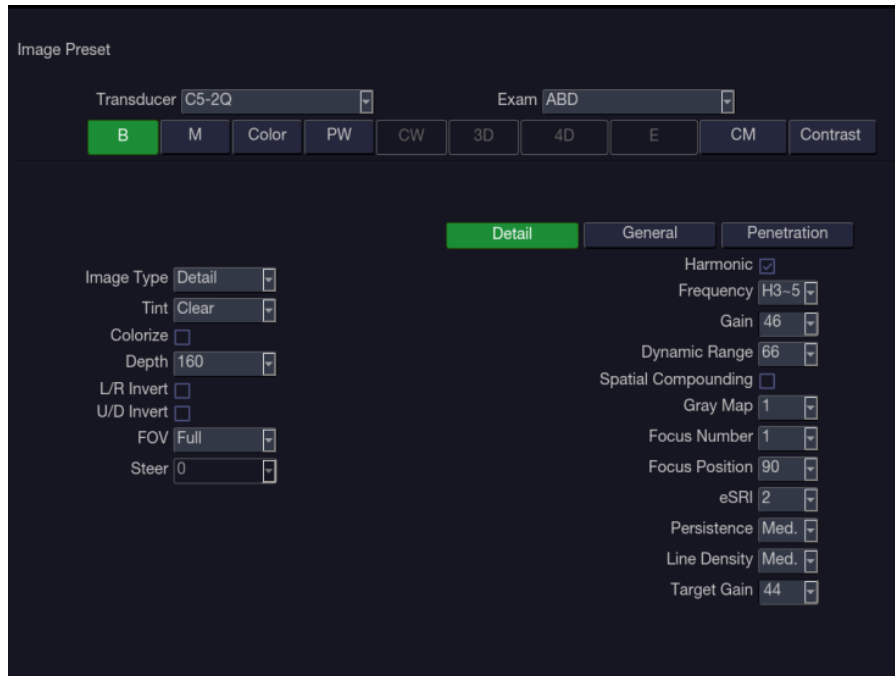 Image Preset
Transducer C5-2Q Exam ABD
B M Color PW CW 3D 4D E CM Contrast
Detail General Penetration
Harmonic
Image Type Detail
Frequency H3~5
Tint Clear
Gain 46
Colorize
Dynamic Range 66
Depth 160
Spatial Compounding
L/R Invert
Gray Map 1
U/D Invert
FOV Full
Focus Number 1
Steer 0
Focus Position 90
eSRI 2
Persistence Med.
Line Density Med.
Target Gain 44